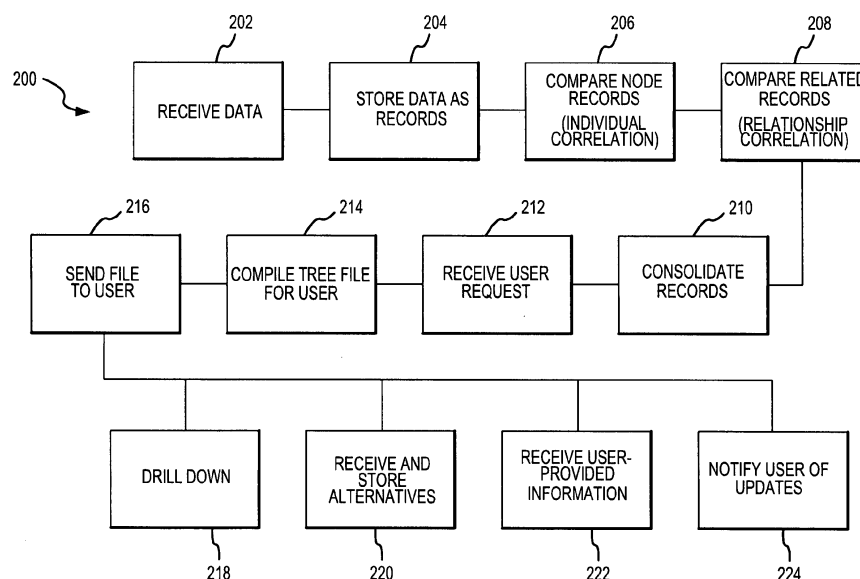 202
204
206
208
200
RECEIVE DATA
STORE DATA AS
RECORDS
COMPARE NODE
RECORDS
(INDIVIDUAL
CORRELATION)
COMPARE RELATED
RECORDS
(RELATIONSHIP
CORRELATION)
216
214
212
210
SEND FILE
TO USER
COMPILE TREE FILE
FOR USER
RECEIVE USER
REQUEST
CONSOLIDATE
RECORDS
DRILL DOWN
RECEIVE AND
STORE
ALTERNATIVES
RECEIVE USER-
PROVIDED
INFORMATION
NOTIFY USER OF
UPDATES
218
220
222
224